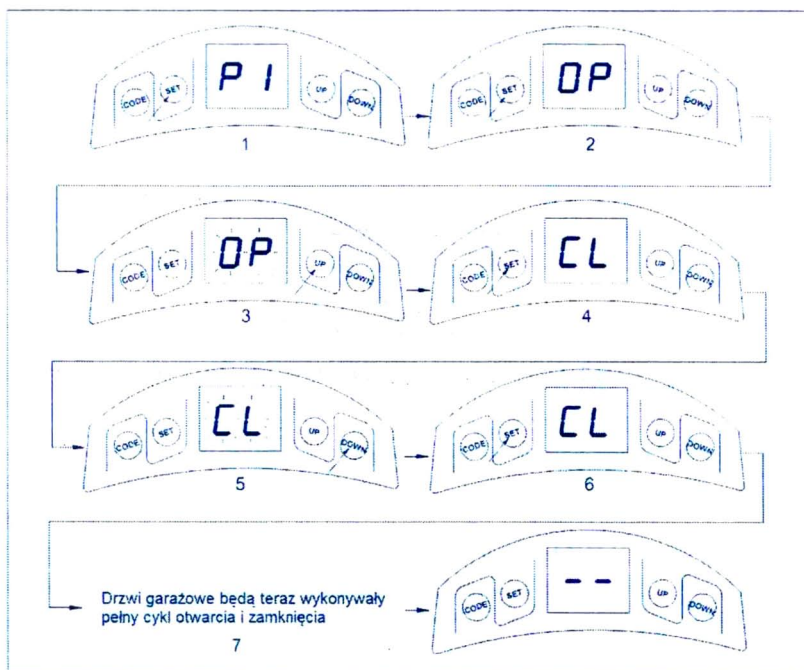 CODE SET P1 UP DOWN
1
CODE SET OP UP DOWN
2
CODE SET OP UP DOWN
3
CODE SET CL UP DOWN
4
CODE SET CL UP DOWN
5
CODE SET CL UP DOWN
6
Drzwi garażowe będą teraz wykonywały
pełny cykl otwarcia i zamknięcia
7
CODE SET -- UP DOWN